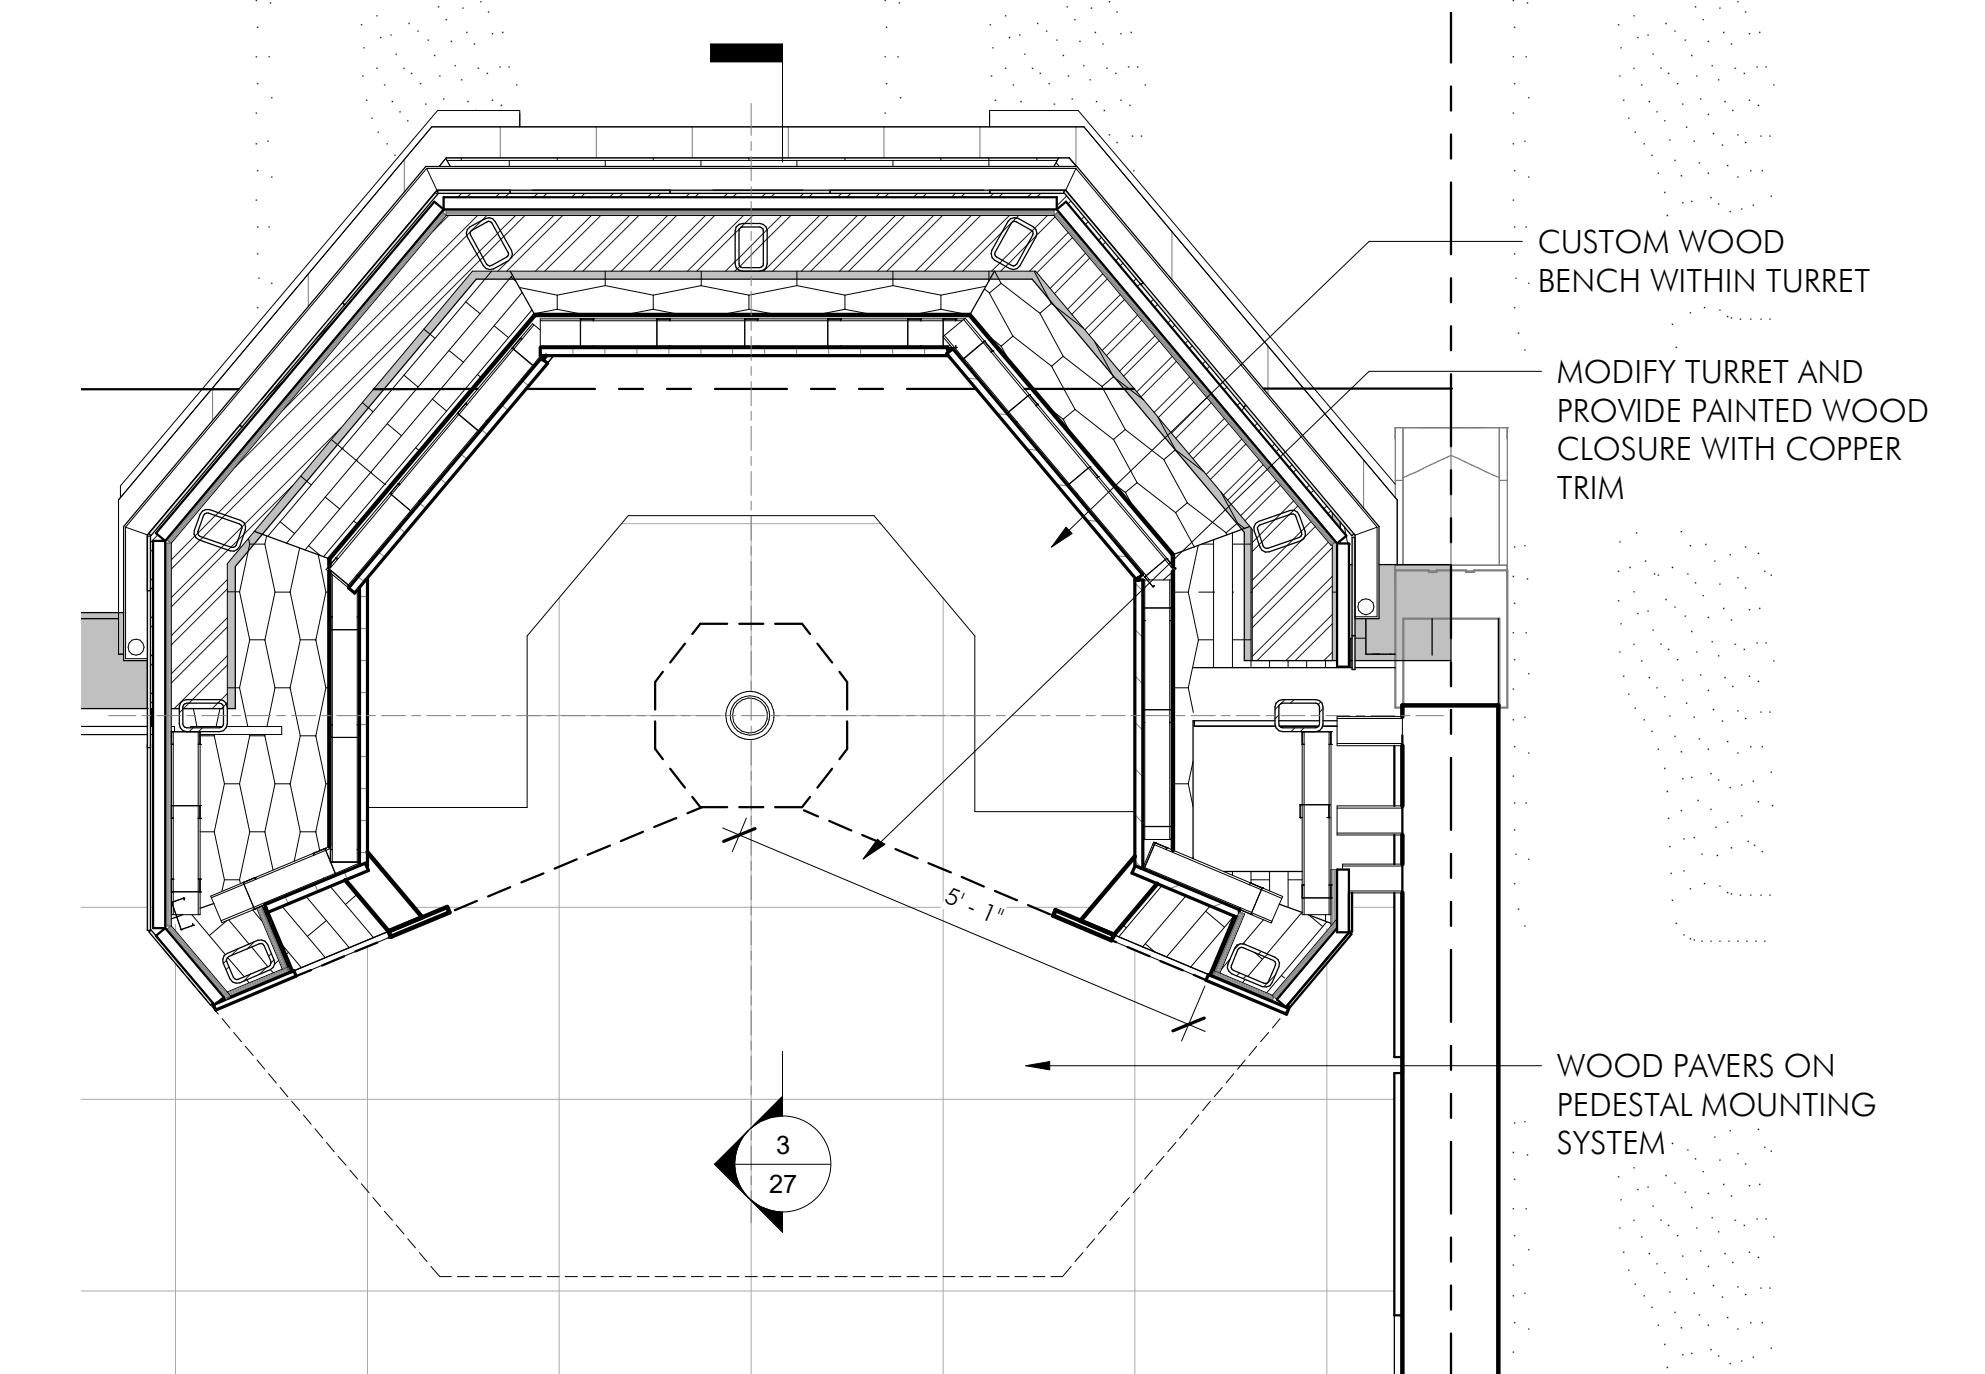 CUSTOM WOOD
BENCH WITHIN TURRET
MODIFY TURRET AND
PROVIDE PAINTED WOOD
CLOSURE WITH COPPER
TRIM
5' - 1"
WOOD PAVERS ON
PEDESTAL MOUNTING
SYSTEM
3
27